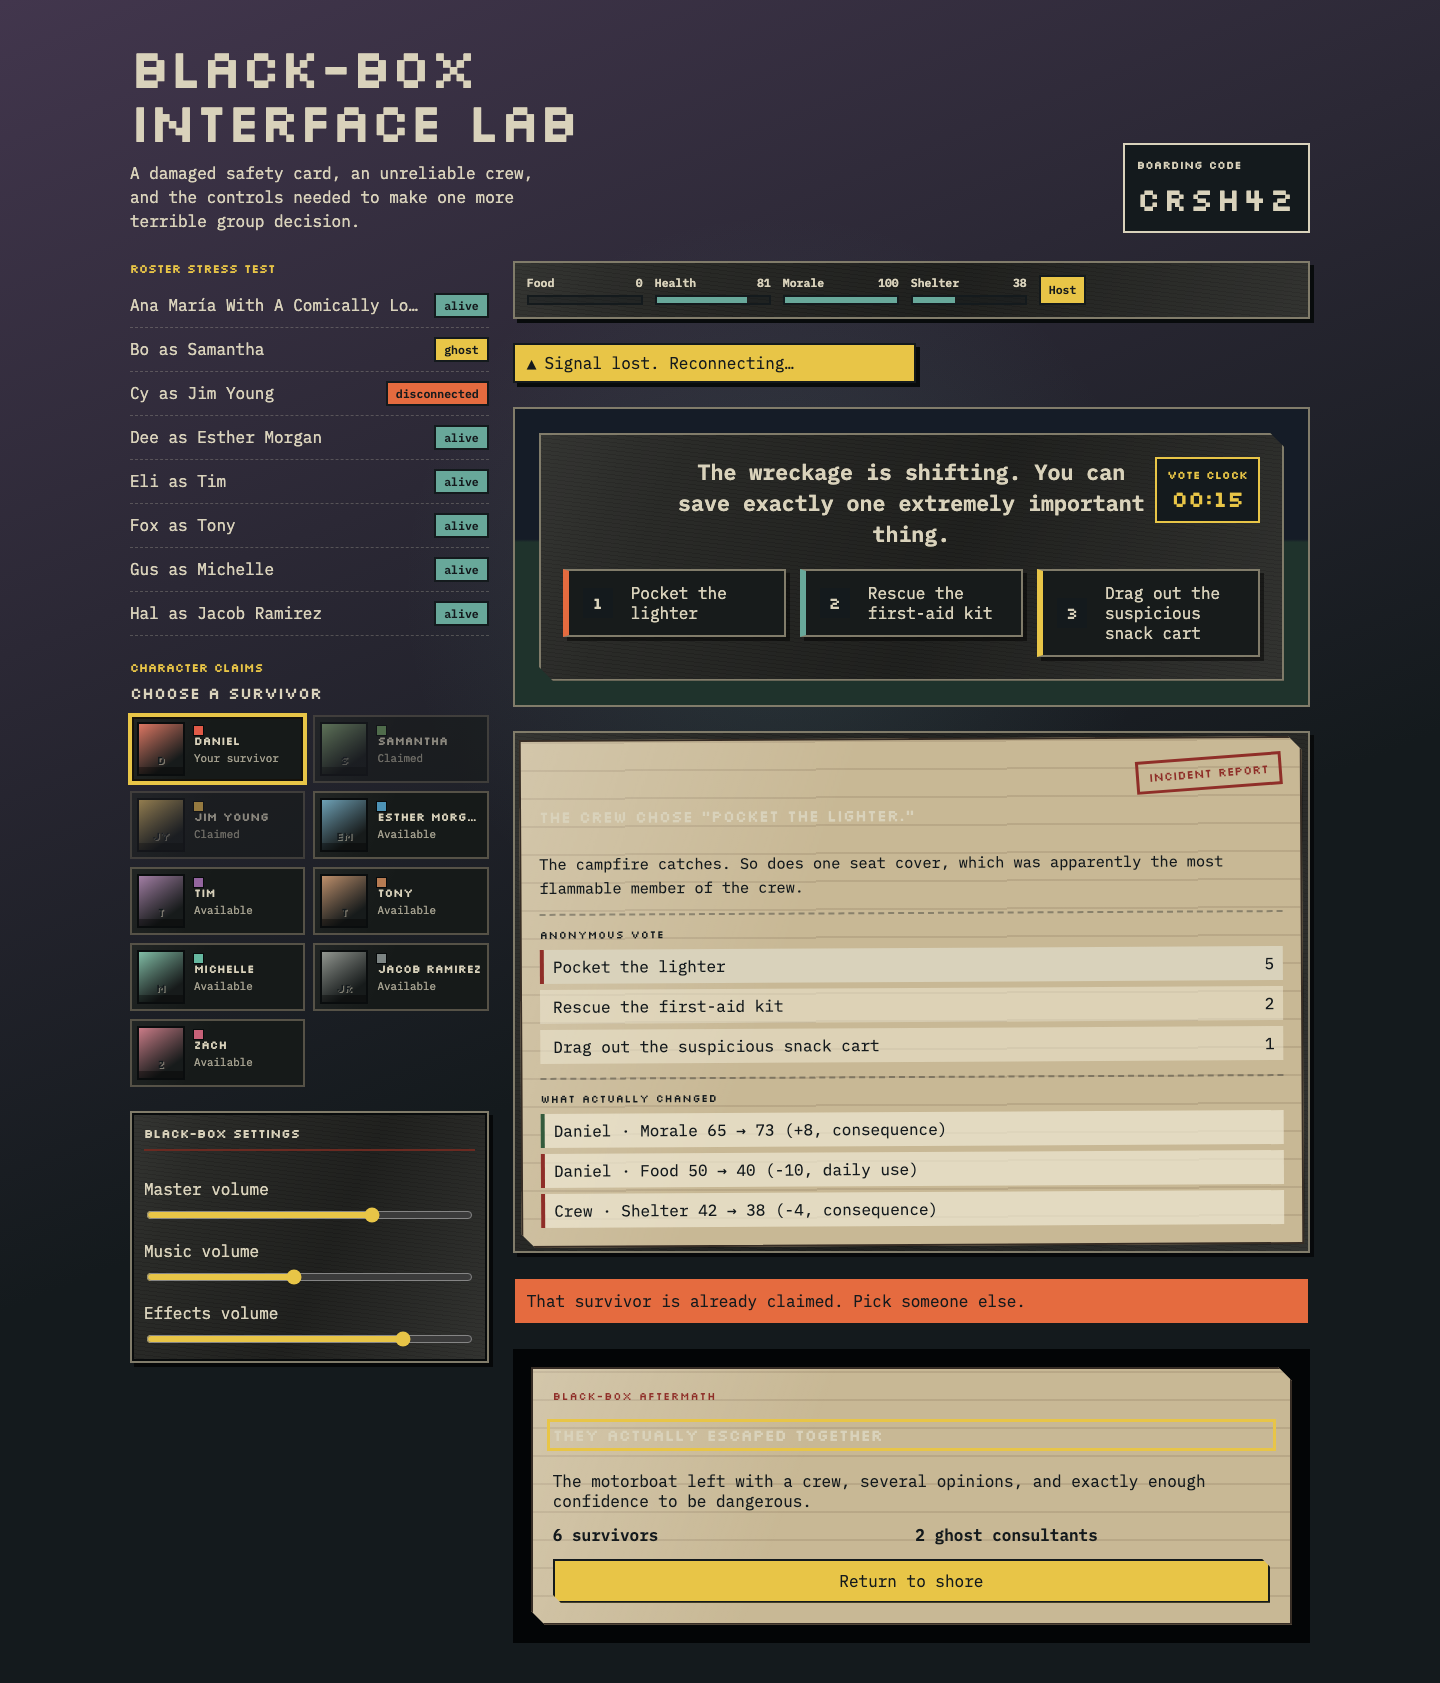 BLACK-BOX
INTERFACE LAB
A damaged safety card, an unreliable crew,
and the controls needed to make one more
terrible group decision.
BOARDING CODE
CRSH42
ROSTER STRESS TEST
Ana María With A Comically Lo…
alive
Bo as Samantha
ghost
Cy as Jim Young
disconnected
Dee as Esther Morgan
alive
Eli as Tim
alive
Fox as Tony
alive
Gus as Michelle
alive
Hal as Jacob Ramirez
alive
CHARACTER CLAIMS
CHOOSE A SURVIVOR
D
DANIEL
Your survivor
S
SAMANTHA
Claimed
JY
JIM YOUNG
Claimed
EM
ESTHER MORG…
Available
T
TIM
Available
T
TONY
Available
M
MICHELLE
Available
JR
JACOB RAMIREZ
Available
Z
ZACH
Available
BLACK-BOX SETTINGS
Master volume
Music volume
Effects volume
Food 0 Health 81 Morale 100 Shelter 38 Host
▲ Signal lost. Reconnecting…
The wreckage is shifting. You can
save exactly one extremely important
thing.
VOTE CLOCK
00:15
1
Pocket the
lighter
2
Rescue the
first-aid kit
3
Drag out the
suspicious
snack cart
INCIDENT REPORT
THE CREW CHOSE "POCKET THE LIGHTER."
The campfire catches. So does one seat cover, which was apparently the most
flammable member of the crew.
ANONYMOUS VOTE
Pocket the lighter 5
Rescue the first-aid kit 2
Drag out the suspicious snack cart 1
WHAT ACTUALLY CHANGED
Daniel · Morale 65 → 73 (+8, consequence)
Daniel · Food 50 → 40 (-10, daily use)
Crew · Shelter 42 → 38 (-4, consequence)
That survivor is already claimed. Pick someone else.
BLACK-BOX AFTERMATH
THEY ACTUALLY ESCAPED TOGETHER
The motorboat left with a crew, several opinions, and exactly enough
confidence to be dangerous.
6 survivors 2 ghost consultants
Return to shore